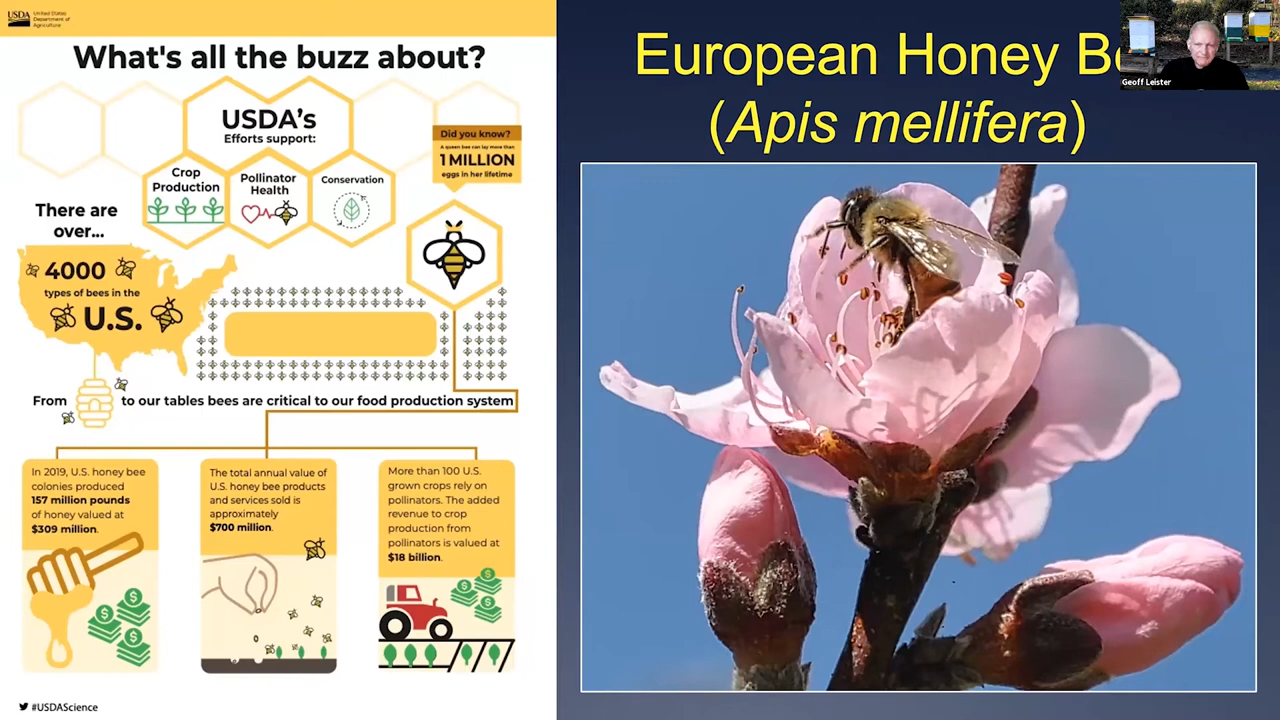 USDA
United States
Department of
Agriculture
What's all the buzz about?
USDA's
Efforts support:
Crop
Production
Pollinator
Health
Conservation
Did you know?
A queen bee can lay more than
1 MILLION
eggs in her lifetime
There are
over...
4000
types of bees in the
U.S.
From
to our tables bees are critical to our food production system
In 2019, U.S. honey bee
colonies produced
157 million pounds
of honey valued at
$309 million.
The total annual value of
U.S. honey bee products
and services sold is
approximately
$700 million.
More than 100 U.S.
grown crops rely on
pollinators. The added
revenue to crop
production from
pollinators is valued at
$18 billion.
$
$
$
$
$
$
#USDAScience
European Honey B
(Apis mellifera)
Geoff Leister